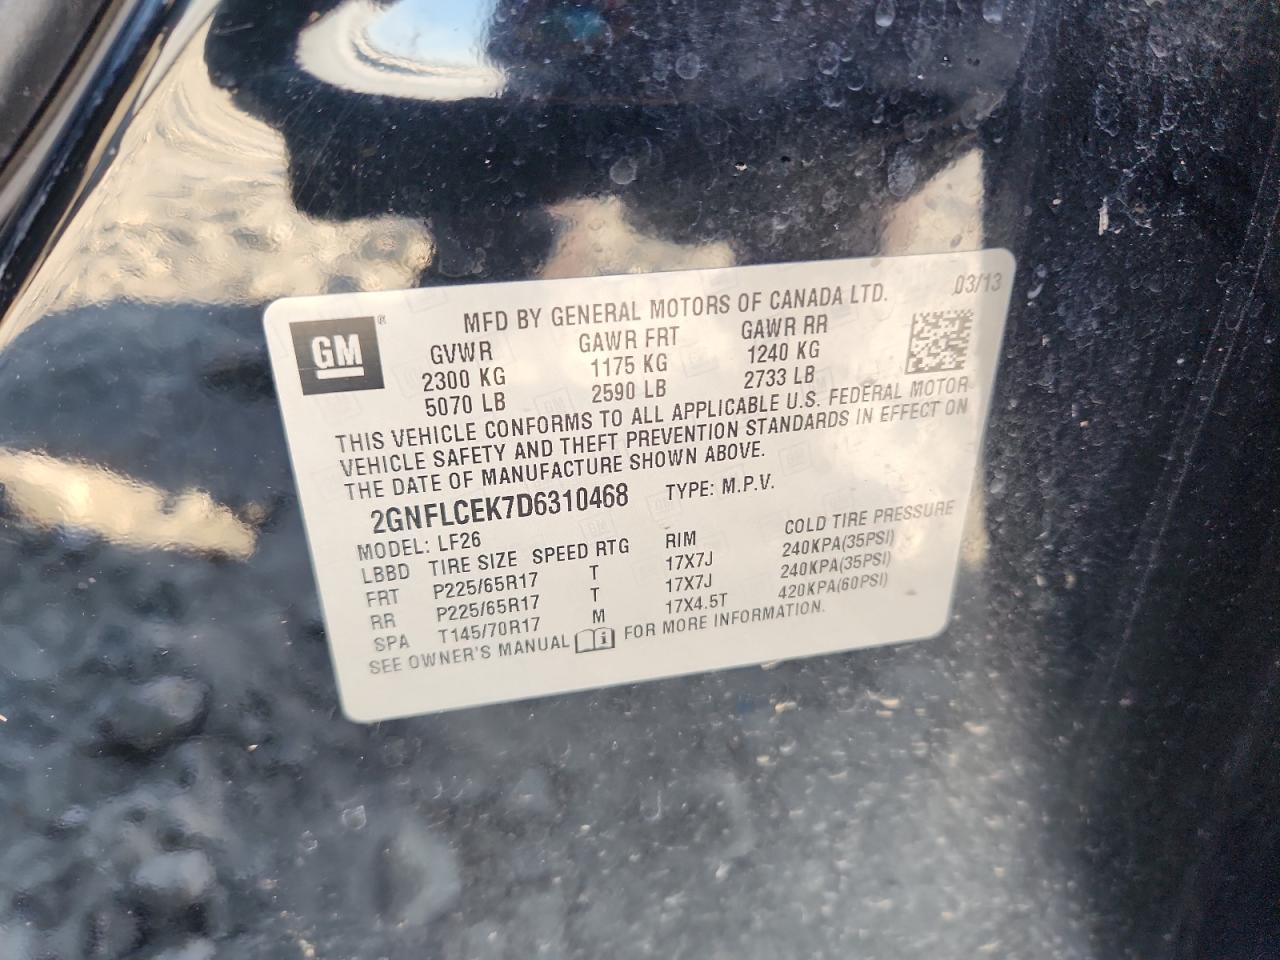 GM ®
MFD BY GENERAL MOTORS OF CANADA LTD. 03/13
GVWR GAWR FRT GAWR RR
2300 KG 1175 KG 1240 KG
5070 LB 2590 LB 2733 LB
THIS VEHICLE CONFORMS TO ALL APPLICABLE U.S. FEDERAL MOTOR
VEHICLE SAFETY AND THEFT PREVENTION STANDARDS IN EFFECT ON
THE DATE OF MANUFACTURE SHOWN ABOVE.
2GNFLCEK7D6310468 TYPE: M.P.V.
MODEL: LF26
LBBD TIRE SIZE SPEED RTG RIM COLD TIRE PRESSURE
FRT P225/65R17 T 17X7J 240KPA(35PSI)
RR P225/65R17 T 17X7J 240KPA(35PSI)
SPA T145/70R17 M 17X4.5T 420KPA(60PSI)
SEE OWNER'S MANUAL FOR MORE INFORMATION.